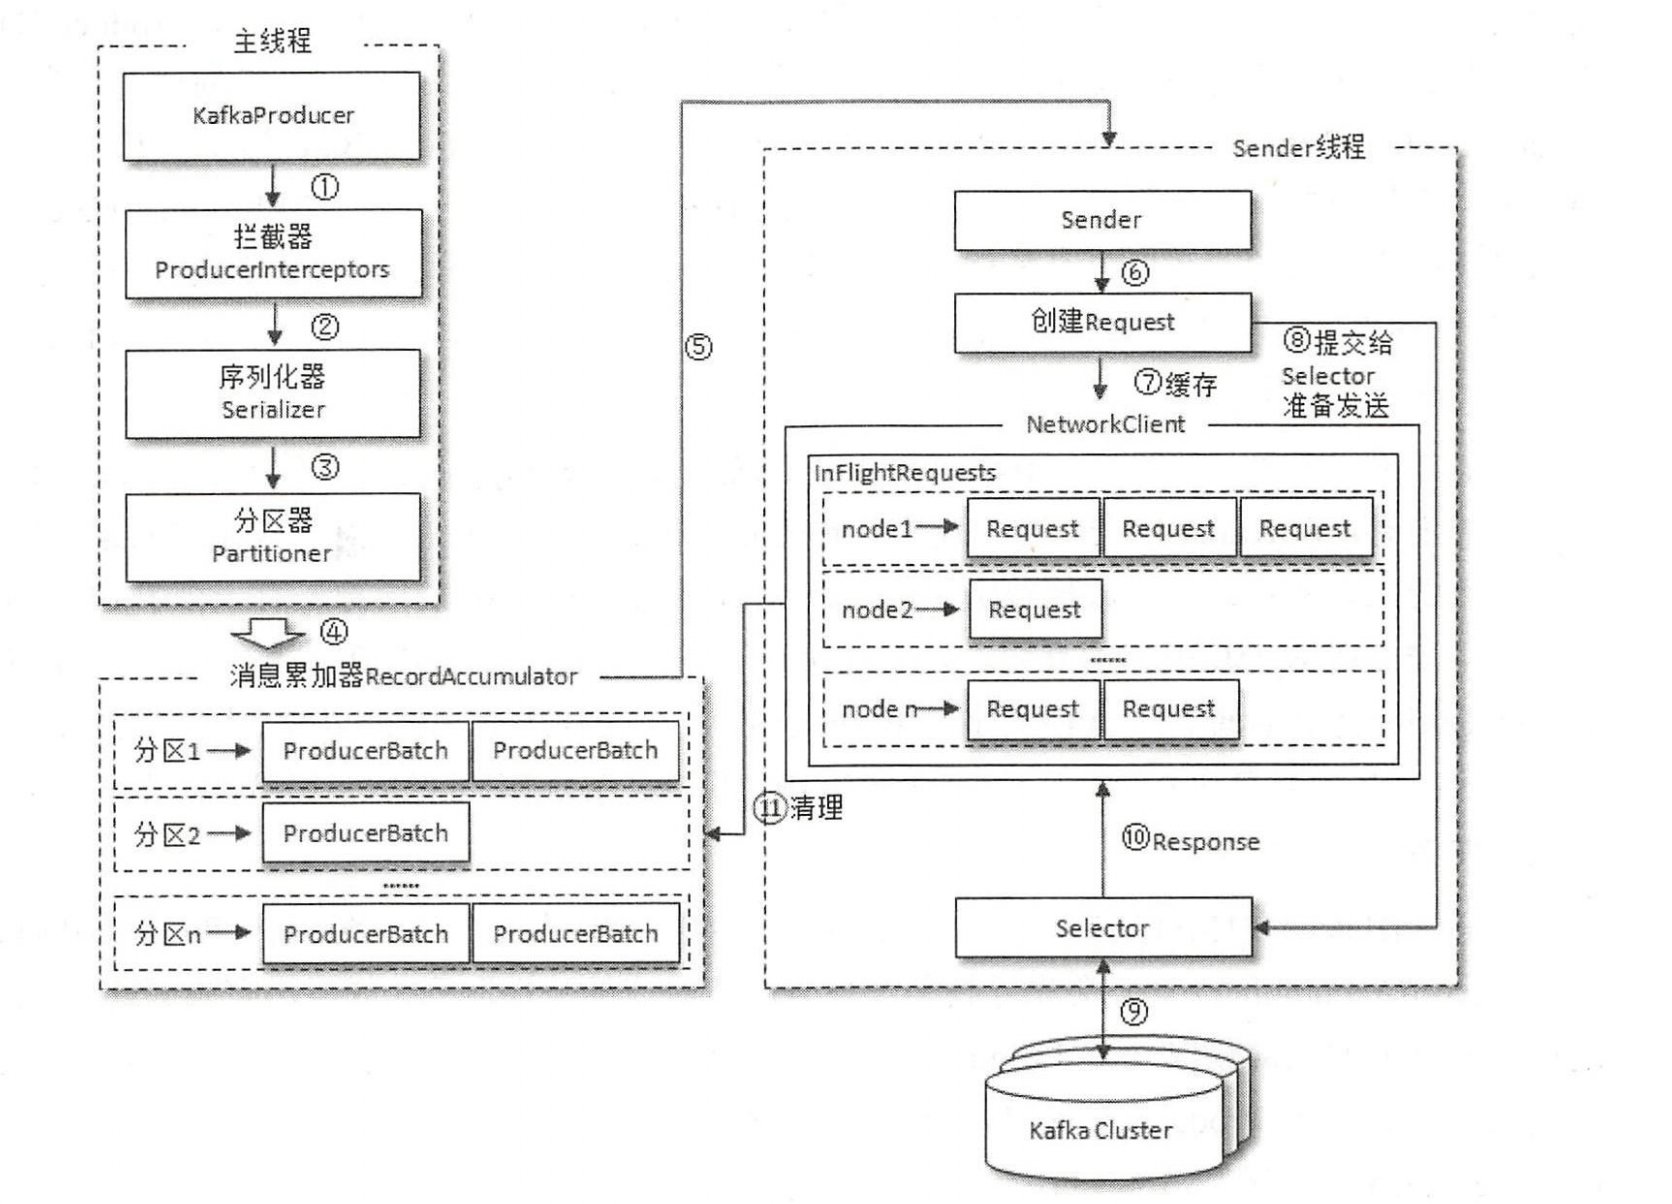 主线程
KafkaProducer
①
拦截器
ProducerInterceptors
②
序列化器
Serializer
③
分区器
Partitioner
④
消息累加器RecordAccumulator
分区1
ProducerBatch
ProducerBatch
分区2
ProducerBatch
......
分区n
ProducerBatch
ProducerBatch
⑤
Sender线程
Sender
⑥
创建Request
⑦缓存
⑧提交给
Selector
准备发送
NetworkClient
InFlightRequests
node1
Request
Request
Request
node2
Request
......
node n
Request
Request
⑪清理
⑩Response
Selector
⑨
Kafka Cluster